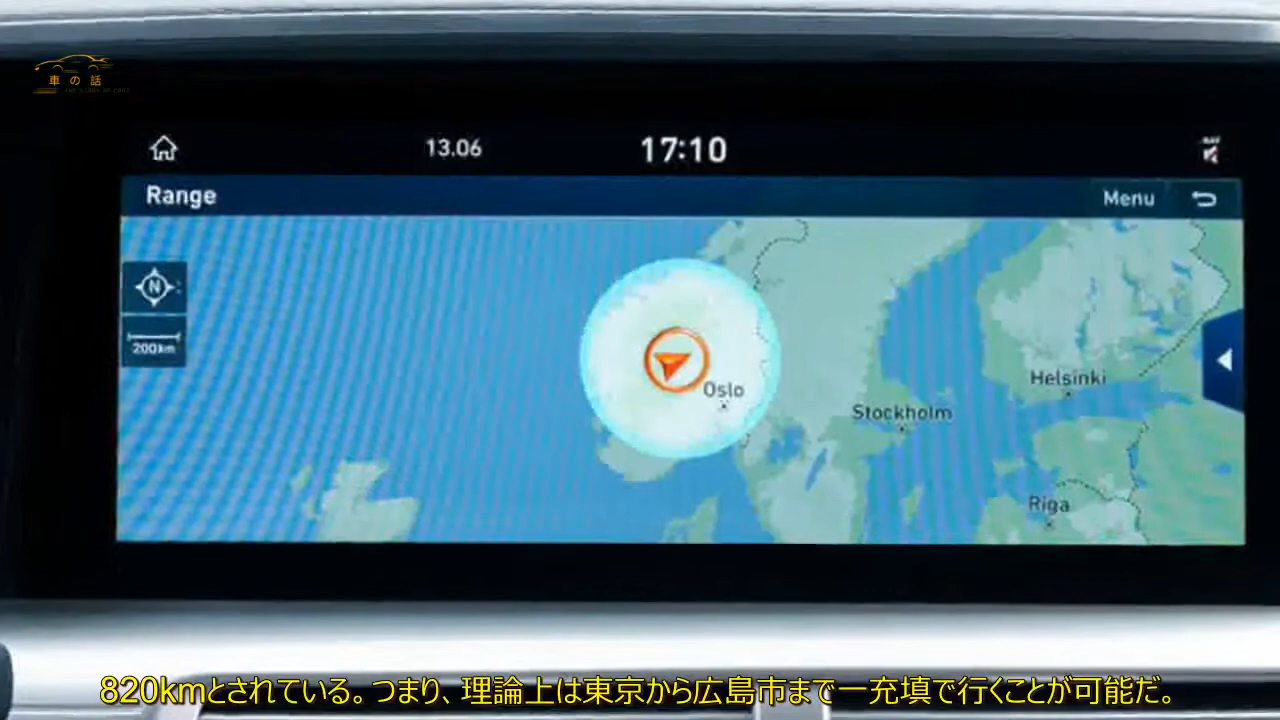 車の話
13.06
17:10
Range
Menu
N
200km
Oslo
Helsinki
Stockholm
Riga
820kmとされている。つまり、理論上は東京から広島市まで一充填で行くことが可能だ。